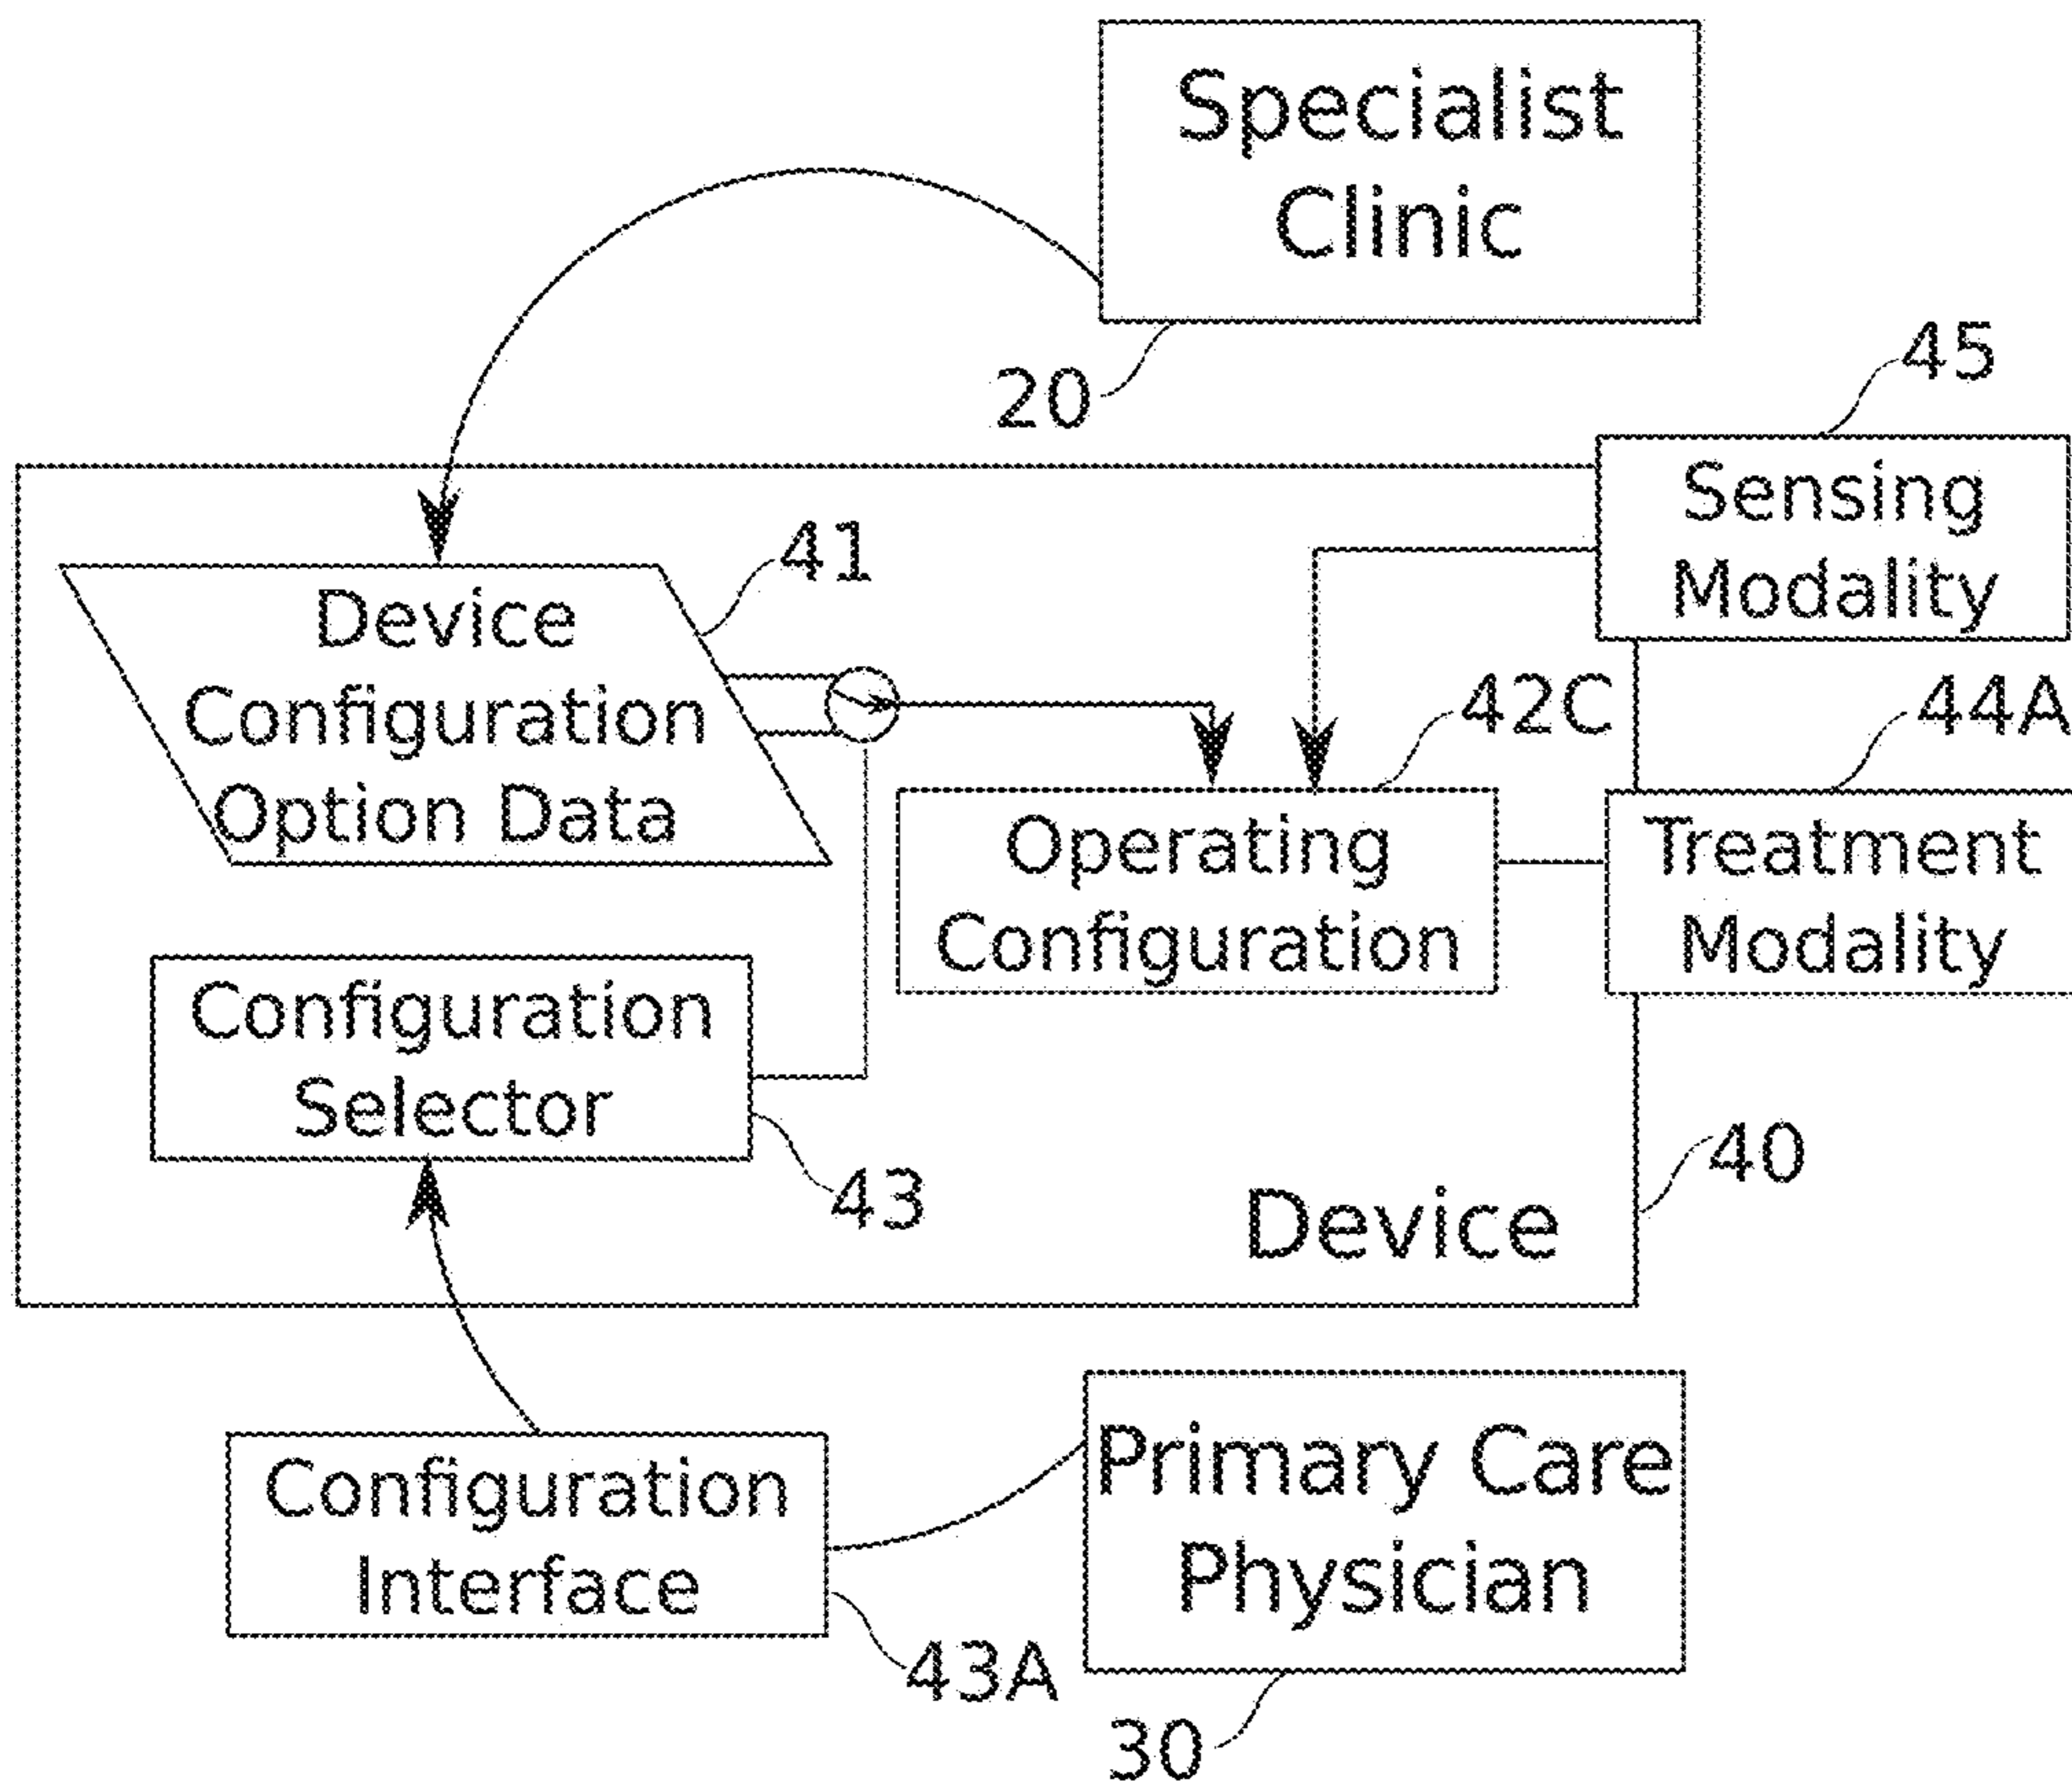 Specialist
Clinic
20
45
Sensing
Modality
41
Device
Configuration
Option Data
42C
44A
Operating
Configuration
Treatment
Modality
Configuration
Selector
43
40
Device
Configuration
Interface
43A
Primary Care
Physician
30